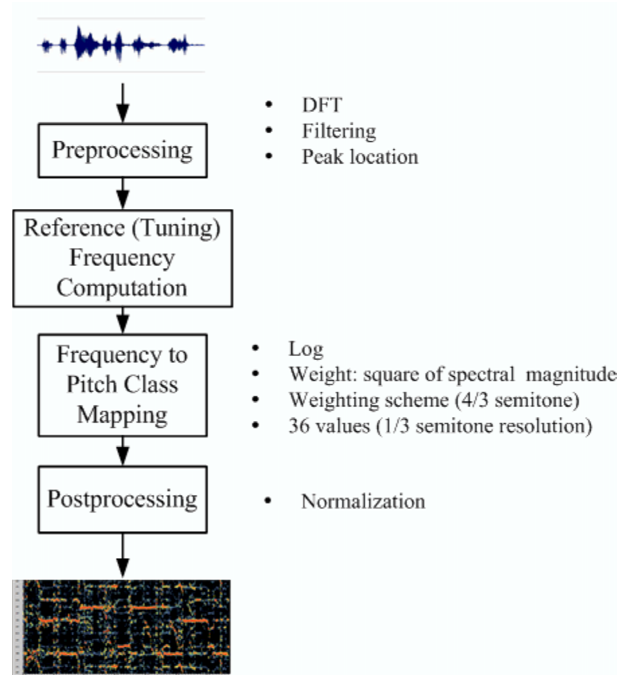 • DFT
• Filtering
• Peak location
Preprocessing
Reference (Tuning)
Frequency
Computation
Frequency to
Pitch Class
Mapping
• Log
• Weight: square of spectral magnitude
• Weighting scheme (4/3 semitone)
• 36 values (1/3 semitone resolution)
Postprocessing
• Normalization